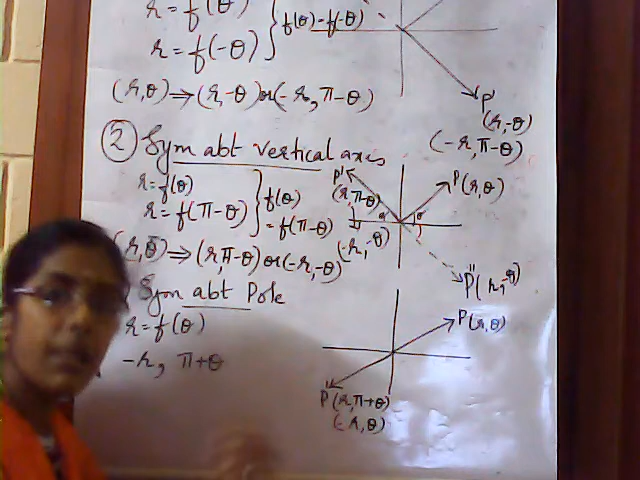 r = f(θ)
r = f(-θ) } f(θ)=f(-θ)
(r,θ) ⇒ (r,-θ) or (-r, π-θ)
P' (r,-θ)
(-r,π-θ)
② Sym abt vertical axis
r = f(θ)
r = f(π-θ) } f(θ) = f(π-θ)
(r,θ) ⇒ (r,π-θ) or (-r,-θ)
P'
(r,π-θ)
(-r,-θ)
P(r,θ)
θ
P"(r,-θ)
Sym abt Pole
r = f(θ)
-r, π+θ
P(r,θ)
P'(r,π+θ)
(-r,θ)